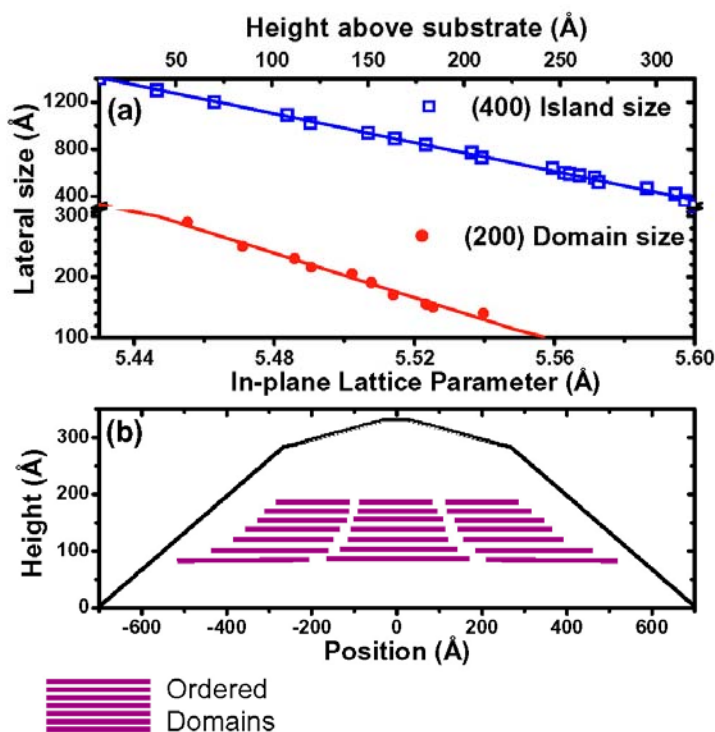 Height above substrate (Å)
0 50 100 150 200 250 300
(a)
(400) Island size
(200) Domain size
Lateral size (Å)
1200
800
400
300
200
100
5.44 5.48 5.52 5.56 5.60
In-plane Lattice Parameter (Å)
(b)
Height (Å)
300
200
100
0
-600 -400 -200 0 200 400 600
Position (Å)
Ordered
Domains